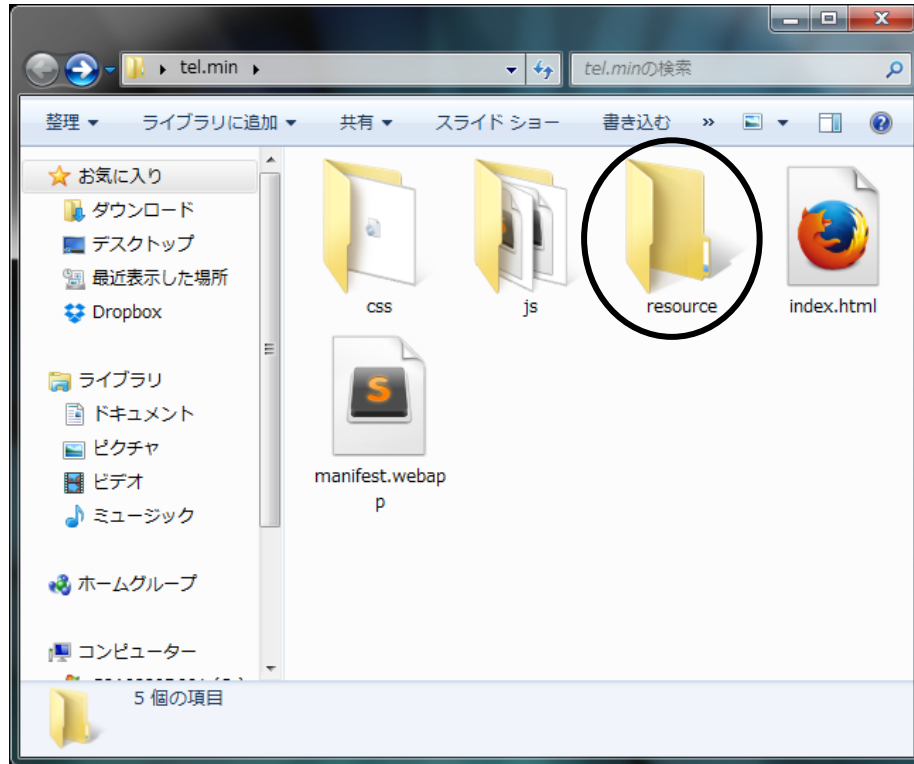 tel.min
tel.minの検索
整理 ライブラリに追加 共有 スライド ショー 書き込む »
お気に入り
ダウンロード
デスクトップ
最近表示した場所
Dropbox
ライブラリ
ドキュメント
ピクチャ
ビデオ
ミュージック
ホームグループ
コンピューター
css
js
resource
index.html
manifest.webap
p
5 個の項目